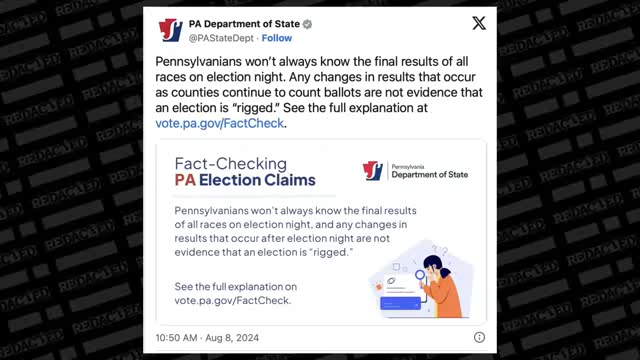 PA Department of State
@PAStateDept · Follow
X
Pennsylvanians won't always know the final results of all
races on election night. Any changes in results that occur
as counties continue to count ballots are not evidence that
an election is “rigged.” See the full explanation at
vote.pa.gov/FactCheck.
Fact-Checking
PA Election Claims
Pennsylvania
Department of State
Pennsylvanians won't always know the final results
of all races on election night, and any changes in
results that occur after election night are not
evidence that an election is “rigged.”
See the full explanation on
vote.pa.gov/FactCheck.
10:50 AM · Aug 8, 2024
REDACTED